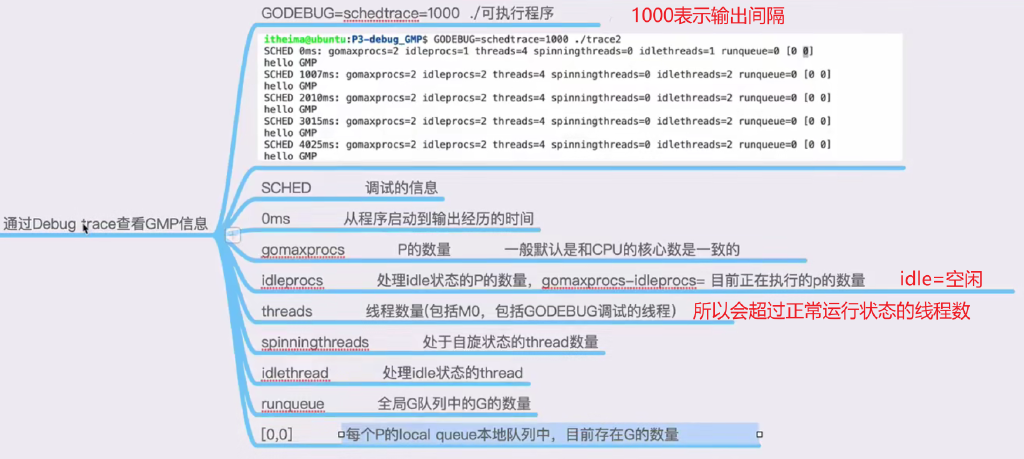 GODEBUG=schedtrace=1000 ./可执行程序 1000表示输出间隔
itheima@ubuntu:P3-debug_GMP$ GODEBUG=schedtrace=1000 ./trace2
SCHED 0ms: gomaxprocs=2 idleprocs=1 threads=4 spinningthreads=0 idlethreads=1 runqueue=0 [0 0]
hello GMP
SCHED 1007ms: gomaxprocs=2 idleprocs=2 threads=4 spinningthreads=0 idlethreads=2 runqueue=0 [0 0]
hello GMP
SCHED 2010ms: gomaxprocs=2 idleprocs=2 threads=4 spinningthreads=0 idlethreads=2 runqueue=0 [0 0]
hello GMP
SCHED 3015ms: gomaxprocs=2 idleprocs=2 threads=4 spinningthreads=0 idlethreads=2 runqueue=0 [0 0]
hello GMP
SCHED 4025ms: gomaxprocs=2 idleprocs=2 threads=4 spinningthreads=0 idlethreads=2 runqueue=0 [0 0]
hello GMP
通过Debug trace查看GMP信息
SCHED 调试的信息
0ms 从程序启动到输出经历的时间
gomaxprocs P的数量 一般默认是和CPU的核心数是一致的
idleprocs 处理idle状态的P的数量，gomaxprocs-idleprocs= 目前正在执行的p的数量 idle=空闲
threads 线程数量(包括M0，包括GODEBUG调试的线程) 所以会超过正常运行状态的线程数
spinningthreads 处于自旋状态的thread数量
idlethread 处理idle状态的thread
runqueue 全局G队列中的G的数量
[0,0] 每个P的local queue本地队列中，目前存在G的数量